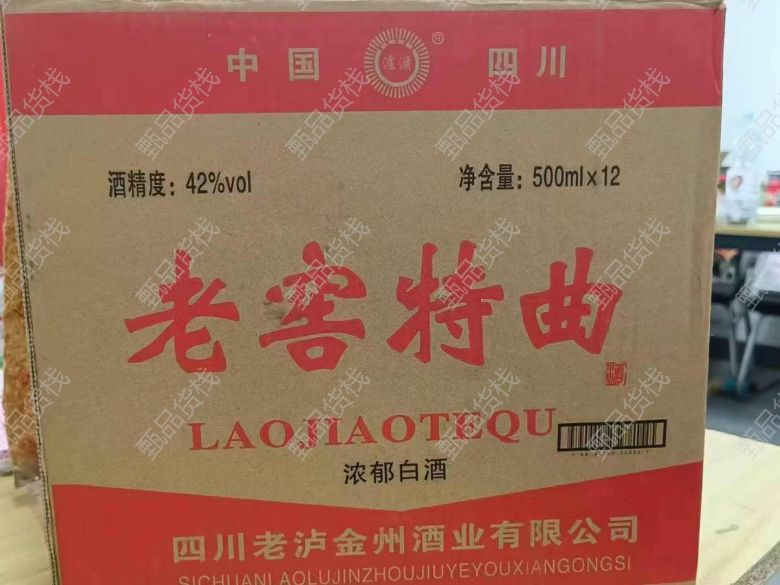 中国 ® 四川
酒精度：42%vol 净含量：500ml×12
老窖特曲
LAOJIAOTEQU
浓郁白酒
四川老泸金州酒业有限公司
SICHUANLAOLUJINZHOUJIUYEYOUXIANGONGSI
甄品货栈